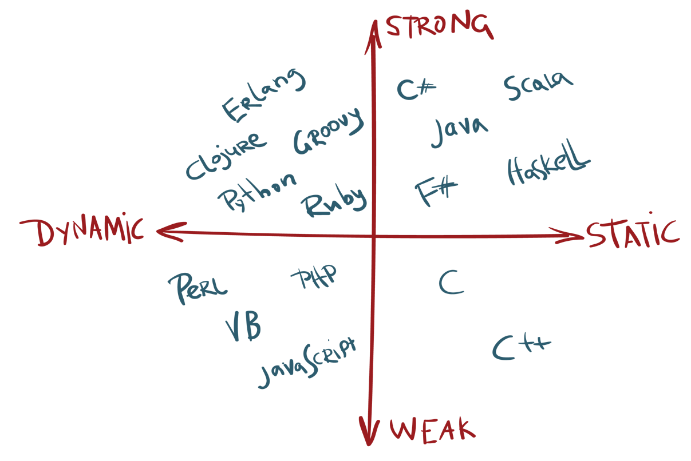 STRONG
ERLang
C#
Scala
Clojure
GROOVY
Java
Python
Ruby
F#
HaskeLL
DYNAMiC
STATiC
PeRL
PHP
C
VB
JavaScRiPt
C++
WEAK